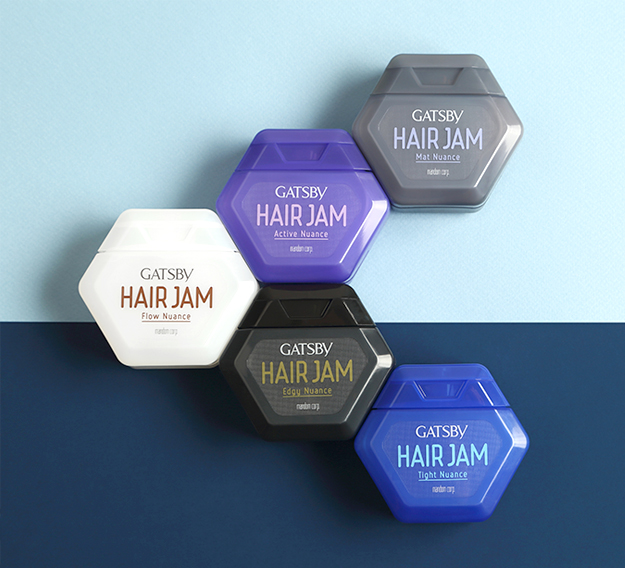 GATSBY
HAIR JAM
Mat Nuance
mandom corp.
GATSBY
HAIR JAM
Active Nuance
mandom corp.
GATSBY
HAIR JAM
Flow Nuance
mandom corp.
GATSBY
HAIR JAM
Edgy Nuance
mandom corp.
GATSBY
HAIR JAM
Tight Nuance
mandom corp.